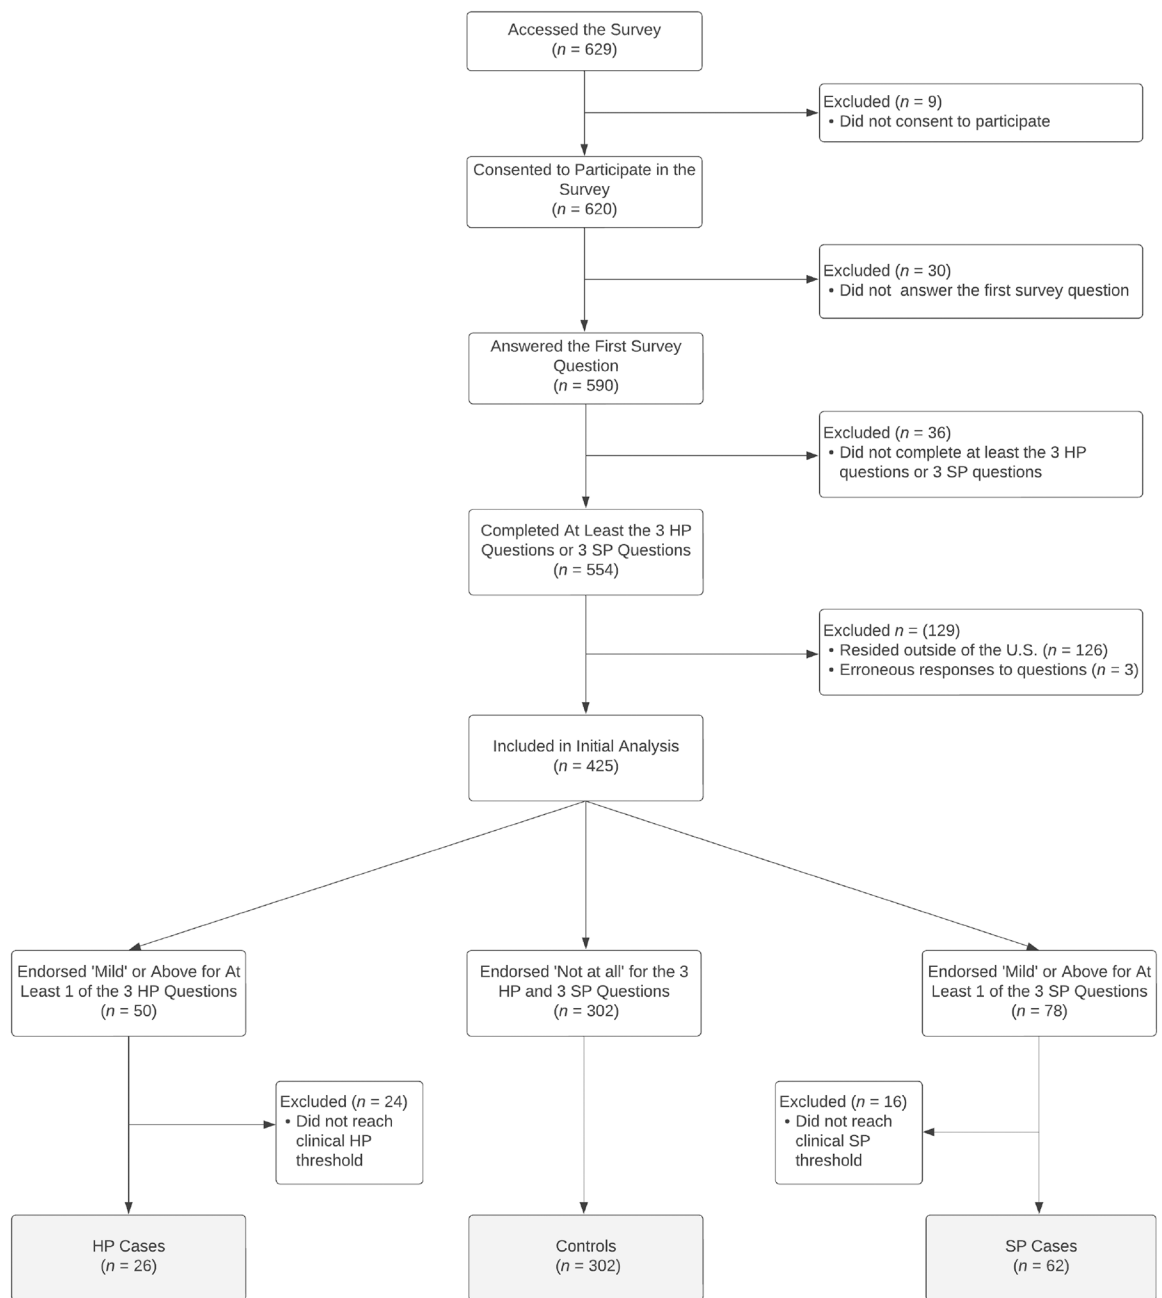 Accessed the Survey
(n = 629)
Excluded (n = 9)
• Did not consent to participate
Consented to Participate in the
Survey
(n = 620)
Excluded (n = 30)
• Did not  answer the first survey question
Answered the First Survey
Question
(n = 590)
Excluded (n = 36)
• Did not complete at least the 3 HP
questions or 3 SP questions
Completed At Least the 3 HP
Questions or 3 SP Questions
(n = 554)
Excluded n = (129)
• Resided outside of the U.S. (n = 126)
• Erroneous responses to questions (n = 3)
Included in Initial Analysis
(n = 425)
Endorsed 'Mild' or Above for At
Least 1 of the 3 HP Questions
(n = 50)
Endorsed 'Not at all' for the 3
HP and 3 SP Questions
(n = 302)
Endorsed 'Mild' or Above for At
Least 1 of the 3 SP Questions
(n = 78)
Excluded (n = 24)
• Did not reach
clinical HP
threshold
Excluded (n = 16)
• Did not reach
clinical SP
threshold
HP Cases
(n = 26)
Controls
(n = 302)
SP Cases
(n = 62)